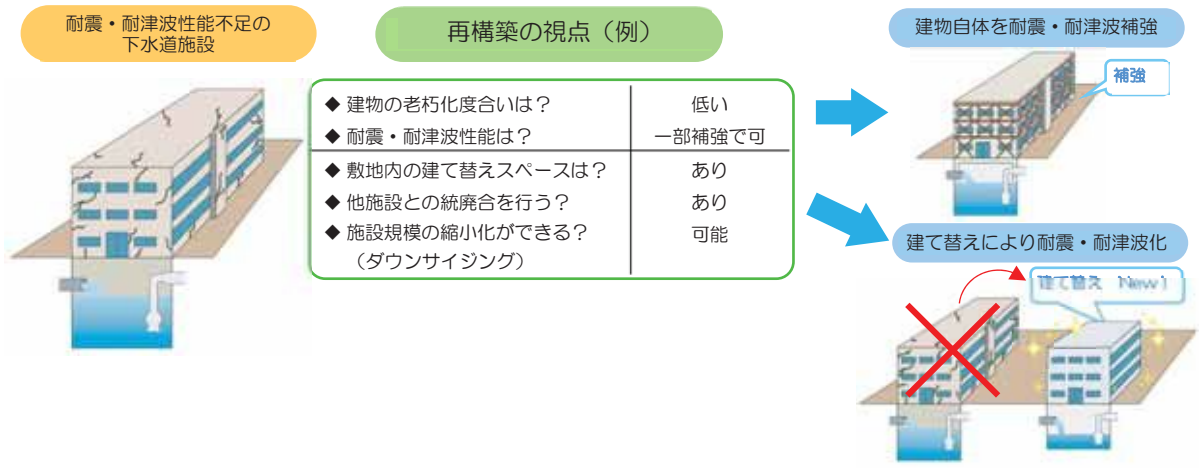 耐震・耐津波性能不足の
下水道施設
再構築の視点（例）
◆ 建物の老朽化度合いは？ 低い
◆ 耐震・耐津波性能は？ 一部補強で可
◆ 敷地内の建て替えスペースは？ あり
◆ 他施設との統廃合を行う？ あり
◆ 施設規模の縮小化ができる？ 可能
（ダウンサイジング）
建物自体を耐震・耐津波補強
補強
建て替えにより耐震・耐津波化
建て替え New！